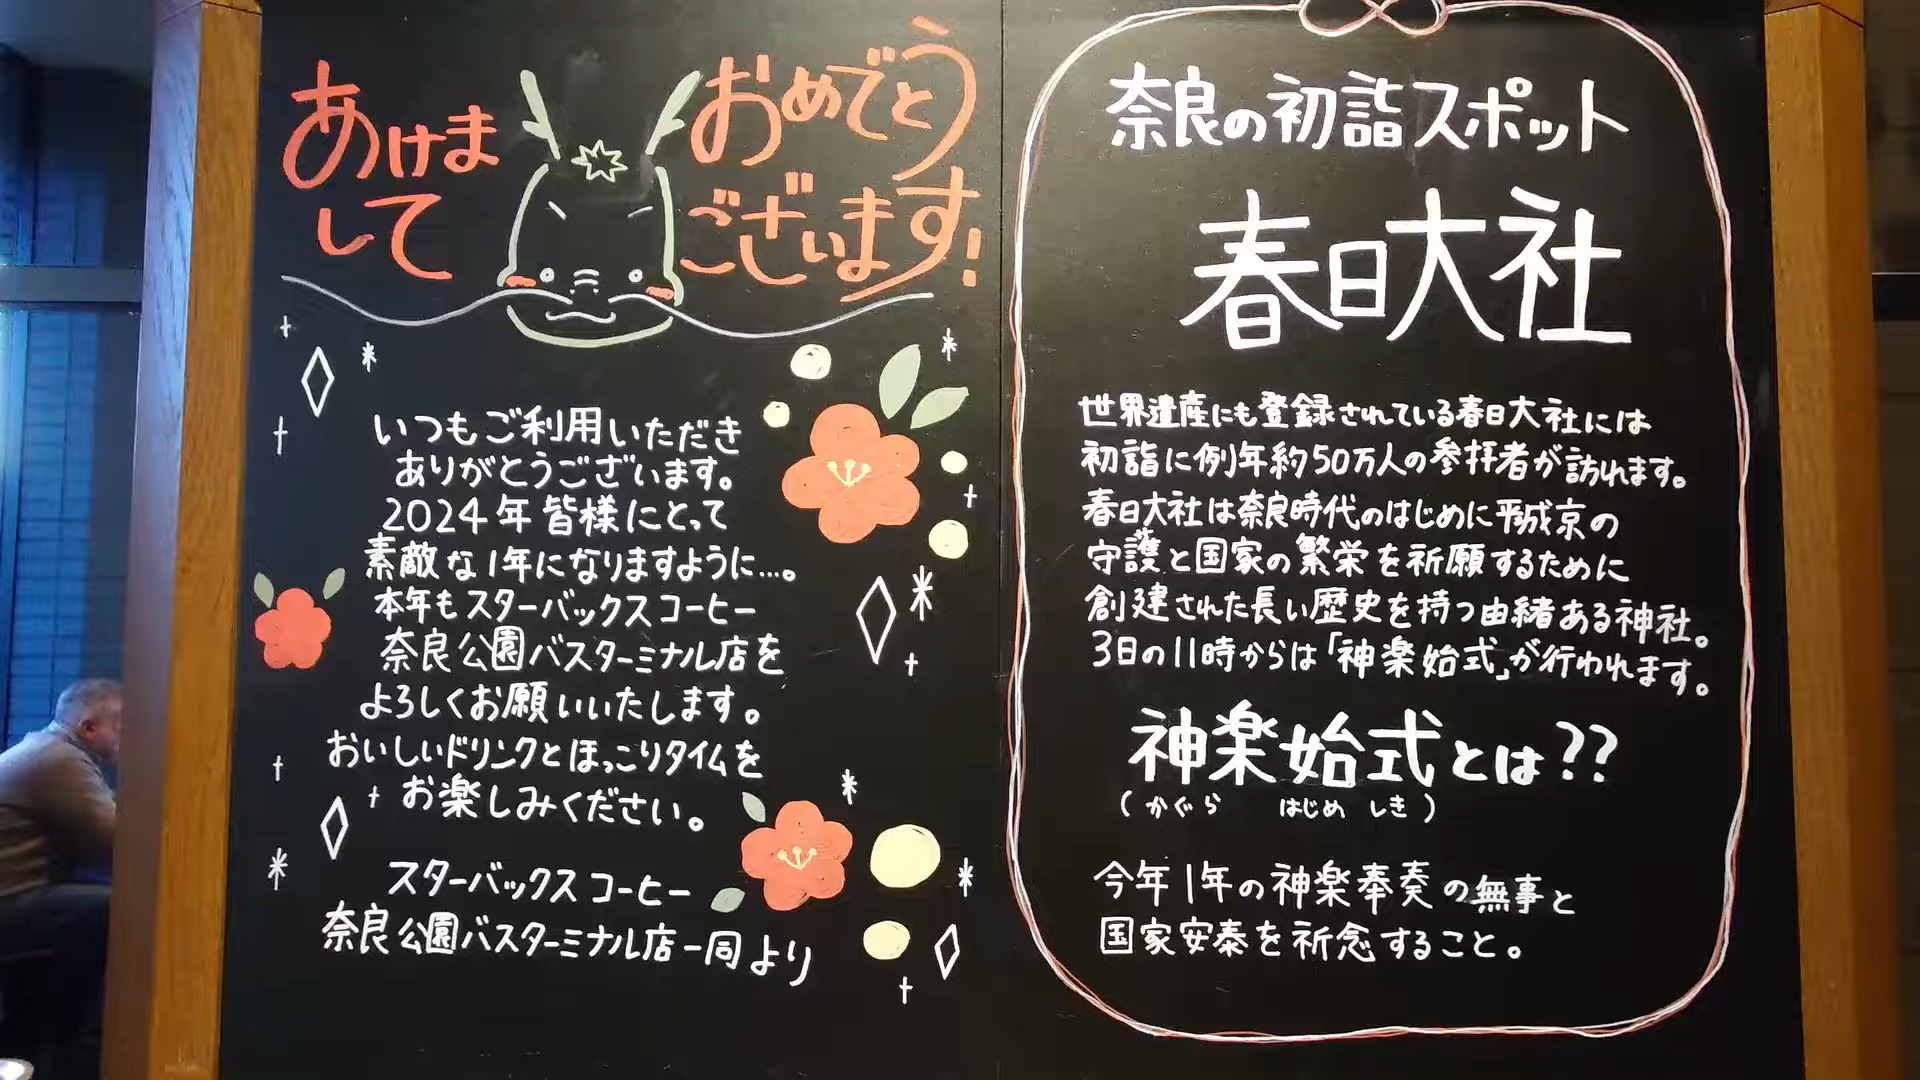 あけま
して
おめでとう
ございます!
いつもご利用いただき
ありがとうございます。
2024年 皆様にとって
素敵な1年になりますように…。
本年もスターバックスコーヒー
奈良公園バスターミナル店を
よろしくお願いいたします。
おいしいドリンクとほっこりタイムを
お楽しみください。
スターバックスコーヒー
奈良公園バスターミナル店一同より
奈良の初詣スポット
春日大社
世界遺産にも登録されている春日大社には
初詣に例年約50万人の参拝者が訪れます。
春日大社は奈良時代のはじめに平城京の
守護と国家の繁栄を祈願するために
創建された長い歴史を持つ由緒ある神社。
3日の11時からは「神楽始式」が行われます。
神楽始式とは??
(かぐら はじめ しき)
今年1年の神楽奉奏の無事と
国家安泰を祈念すること。